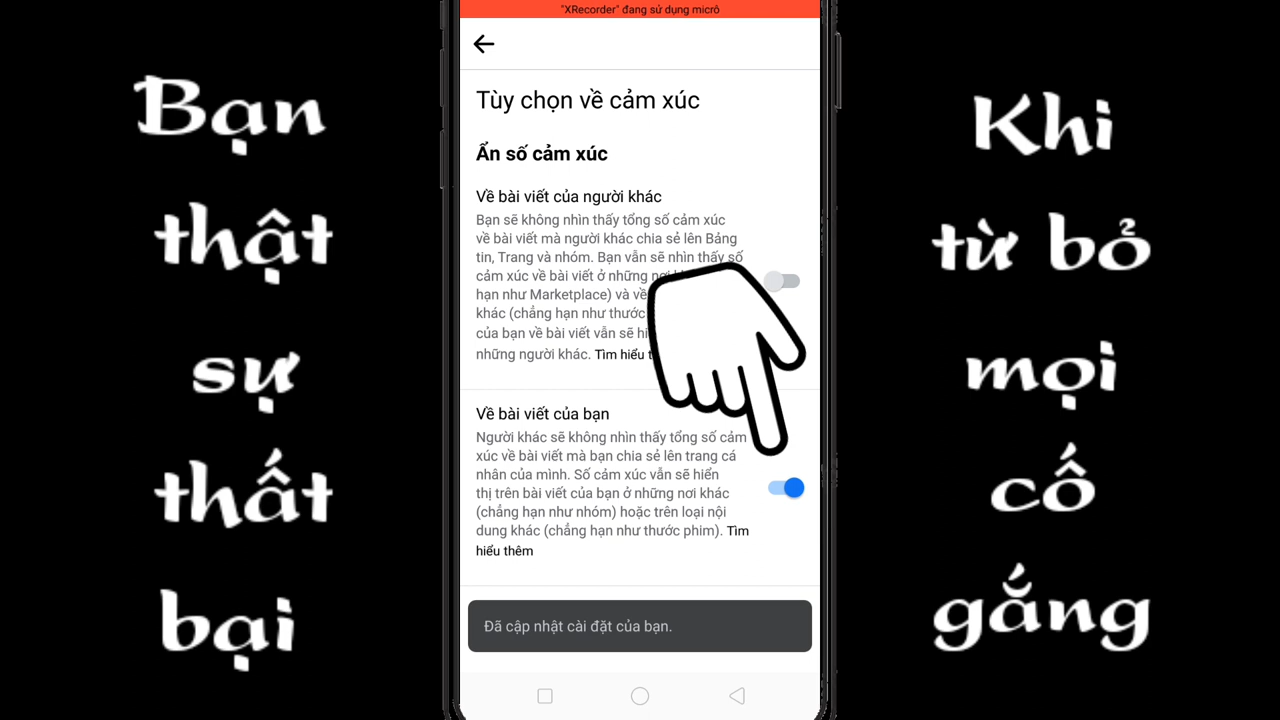 Bạn
thật
sự
thất
bại
"XRecorder" đang sử dụng micrô
Tùy chọn về cảm xúc
Ẩn số cảm xúc
Về bài viết của người khác
Bạn sẽ không nhìn thấy tổng số cảm xúc
về bài viết mà người khác chia sẻ lên Bảng
tin, Trang và nhóm. Bạn vẫn sẽ nhìn thấy số
cảm xúc về bài viết ở những nơi
hạn như Marketplace) và về
khác (chẳng hạn như thước
của bạn về bài viết vẫn sẽ
những người khác. Tìm hiểu
Về bài viết của bạn
Người khác sẽ không nhìn thấy tổng số cảm
xúc về bài viết mà bạn chia sẻ lên trang cá
nhân của mình. Số cảm xúc vẫn sẽ hiển
thị trên bài viết của bạn ở những nơi khác
(chẳng hạn như nhóm) hoặc trên loại nội
dung khác (chẳng hạn như thước phim). Tìm
hiểu thêm
Đã cập nhật cài đặt của bạn.
Khi
từ bỏ
mọi
cố
gắng